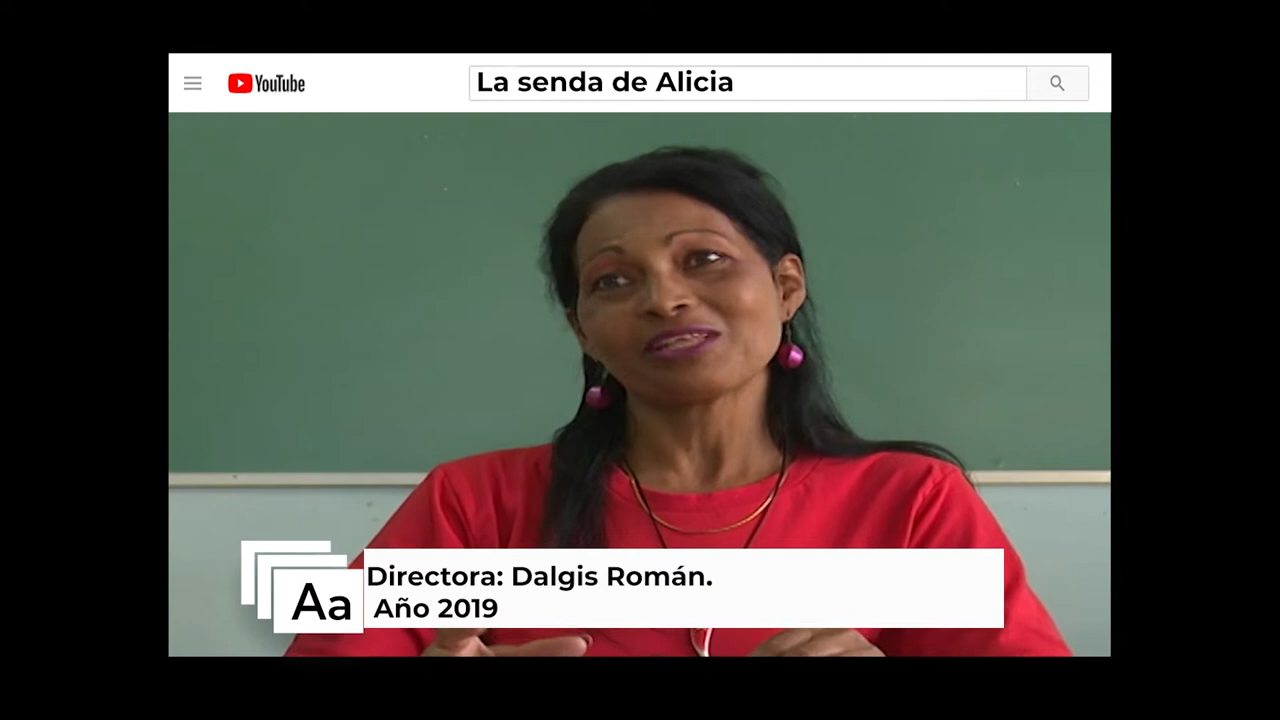 YouTube
La senda de Alicia
Aa
Directora: Dalgis Román.
Año 2019